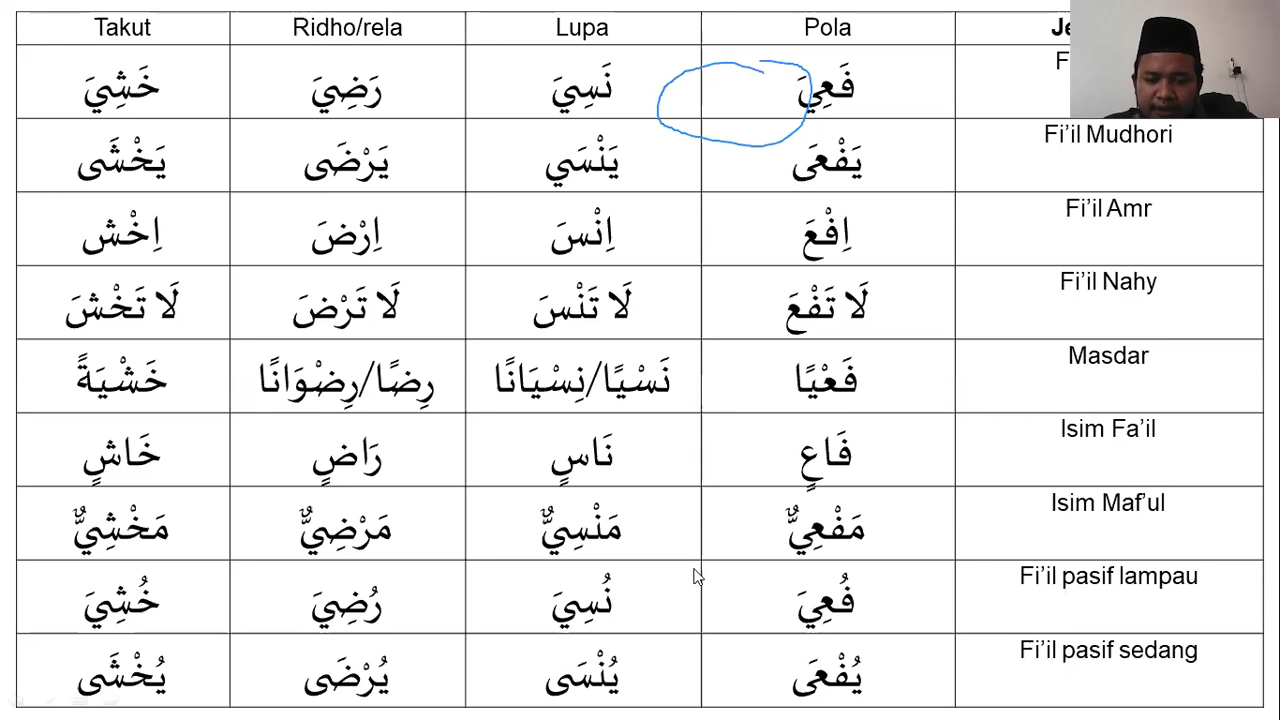 Pola Lupa Ridho/rela Takut
فَعِيَ نَسِيَ رَضِيَ خَشِيَ
Fi’il Mudhori يَفْعَى يَنْسَي يَرْضَى يَخْشَى
Fi’il Amr اِفْعَ اِنْسَ اِرْضَ اِخْش
Fi’il Nahy لَا تَفْعَ لَا تَنْسَ لَا تَرْضَ لَا تَخْشَ
Masdar فَعْيًا نَسْيًا/نِسْيَانًا رِضًا/رِضْوَانًا خَشْيَةً
Isim Fa’il فَاعٍ نَاسٍ رَاضٍ خَاشٍ
Isim Maf’ul مَفْعِيٌّ مَنْسِيٌّ مَرْضِيٌّ مَخْشِيٌّ
Fi’il pasif lampau فُعِيَ نُسِيَ رُضِيَ خُشِيَ
Fi’il pasif sedang يُفْعَى يُنْسَى يُرْضَى يُخْشَى